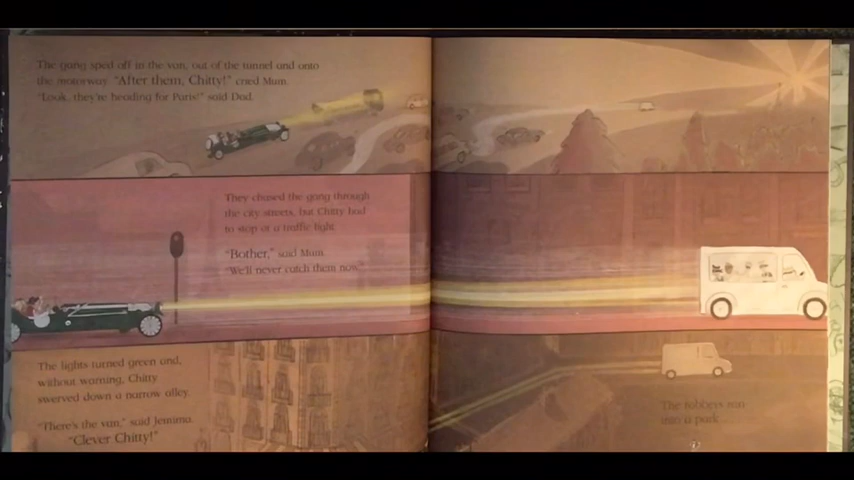 The gang sped off in the van, out of the tunnel and onto
the motorway. "After them, Chitty!" cried Mum.
"Look, they're heading for Paris!" said Dad.
They chased the gang through
the city streets, but Chitty had
to stop at a traffic light.
"Bother," said Mum.
"We'll never catch them now."
The lights turned green and,
without warning, Chitty
swerved down a narrow alley.
"There's the van," said Jemima.
"Clever Chitty!"
The robbers ran
into a park